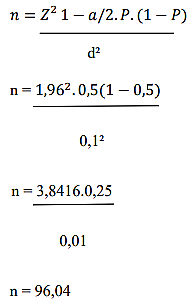 n = Z² 1 − a/2. P. (1 − P)
d²
n = 1,96². 0,5(1 − 0,5)
0,1²
n = 3,8416.0,25
0,01
n = 96,04